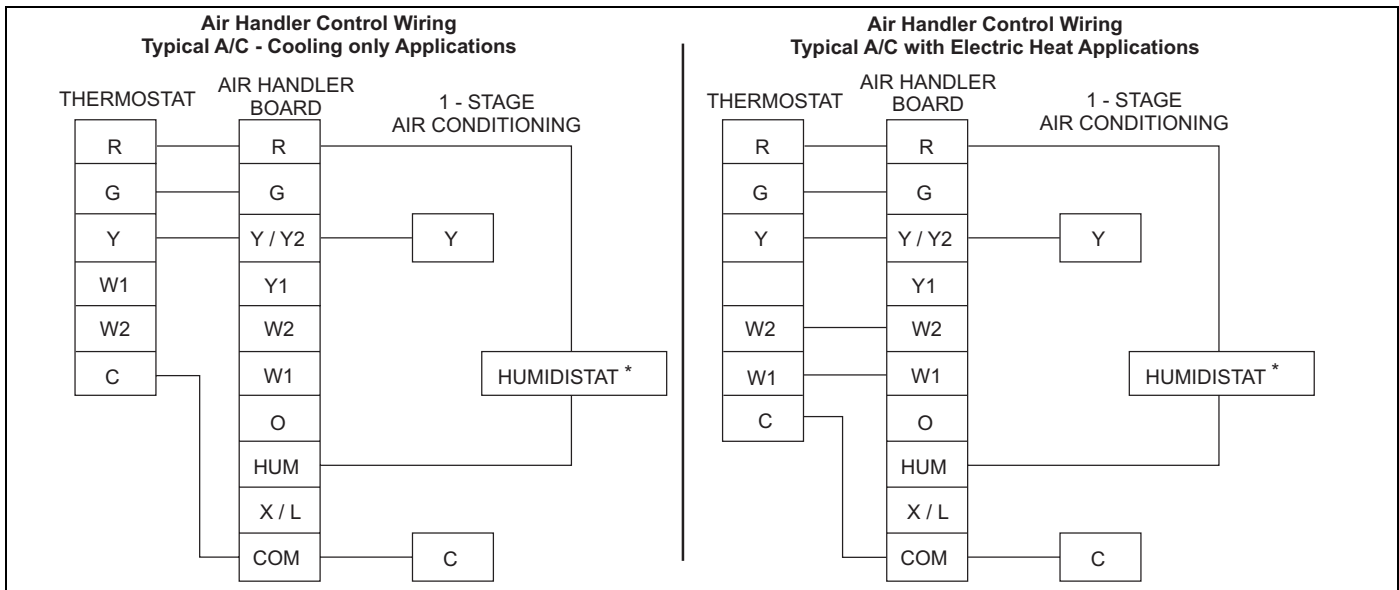 Air Handler Control Wiring
Typical A/C - Cooling only Applications
THERMOSTAT
AIR HANDLER
BOARD
1 - STAGE
AIR CONDITIONING
R
R
G
G
Y
Y / Y2
Y
W1
Y1
W2
W2
C
W1
HUMIDISTAT *
O
HUM
X / L
COM
C
Air Handler Control Wiring
Typical A/C with Electric Heat Applications
THERMOSTAT
AIR HANDLER
BOARD
1 - STAGE
AIR CONDITIONING
R
R
G
G
Y
Y / Y2
Y
Y1
W2
W2
W1
W1
HUMIDISTAT *
C
O
HUM
X / L
COM
C